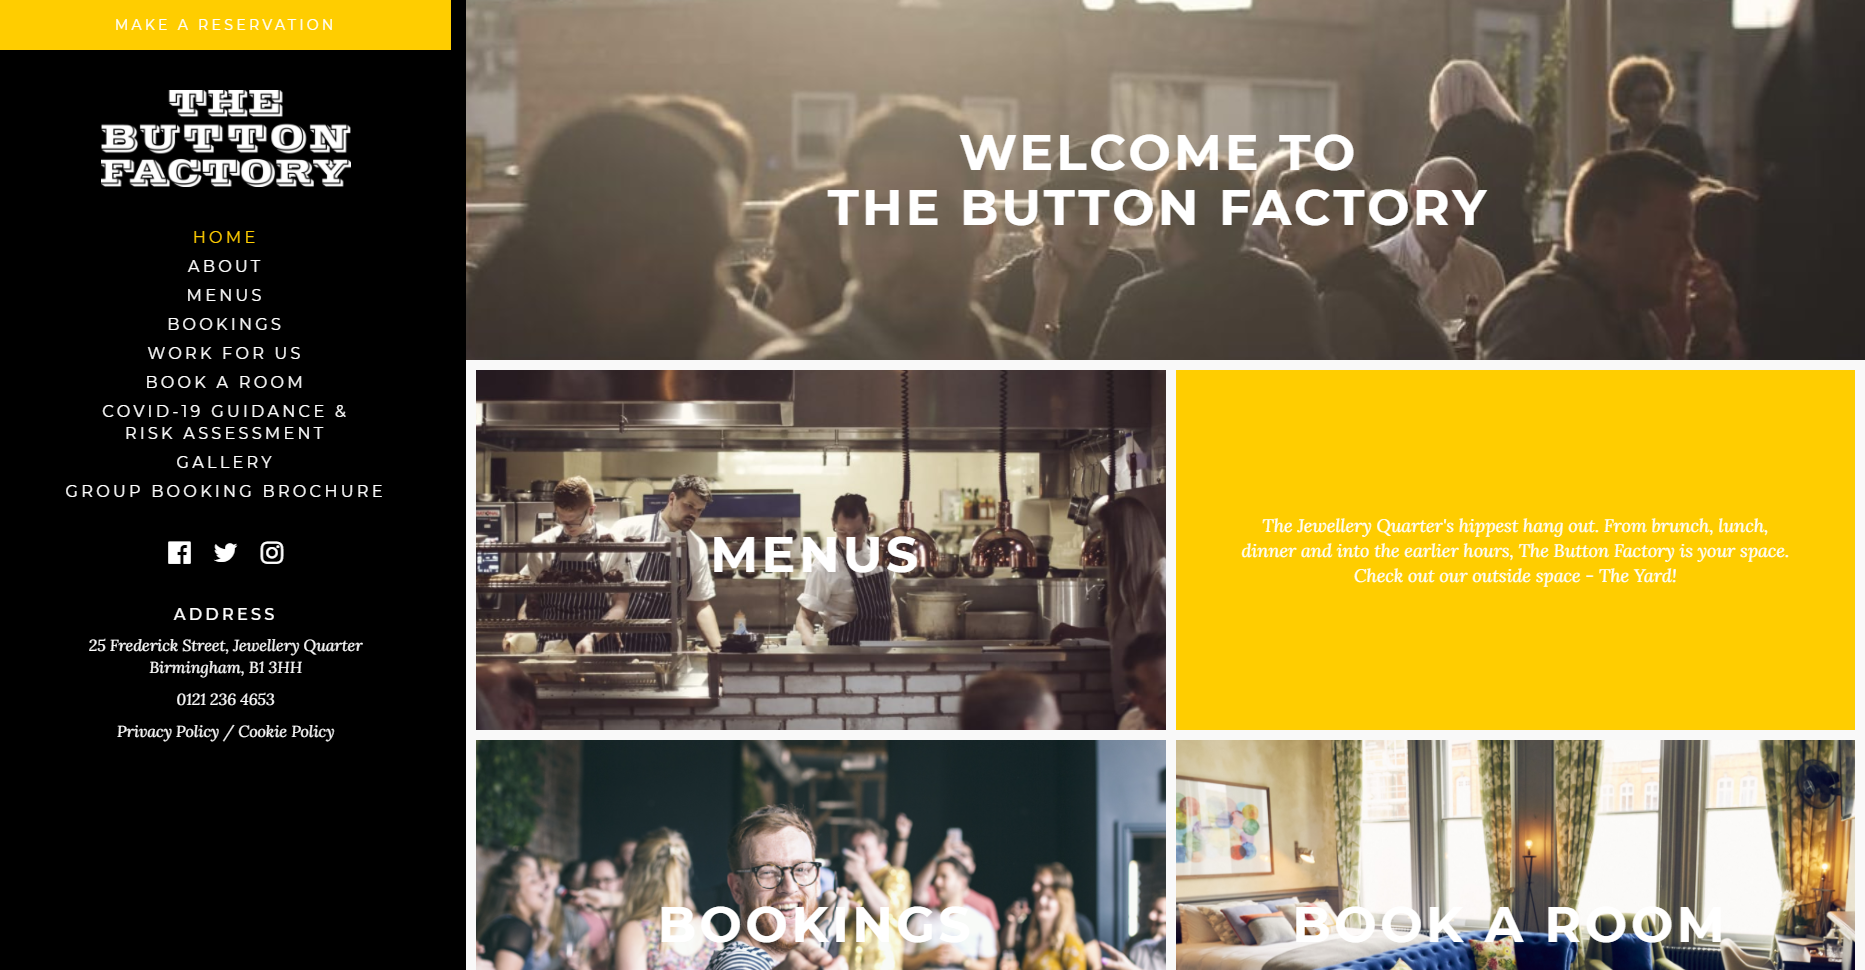 MAKE A RESERVATION
THE
BUTTON
FACTORY
HOME
ABOUT
MENUS
BOOKINGS
WORK FOR US
BOOK A ROOM
COVID-19 GUIDANCE &
RISK ASSESSMENT
GALLERY
GROUP BOOKING BROCHURE
ADDRESS
25 Frederick Street, Jewellery Quarter
Birmingham, B1 3HH
0121 236 4653
Privacy Policy / Cookie Policy
WELCOME TO
THE BUTTON FACTORY
MENUS
The Jewellery Quarter's hippest hang out. From brunch, lunch,
dinner and into the earlier hours, The Button Factory is your space.
Check out our outside space - The Yard!
BOOKINGS
BOOK A ROOM